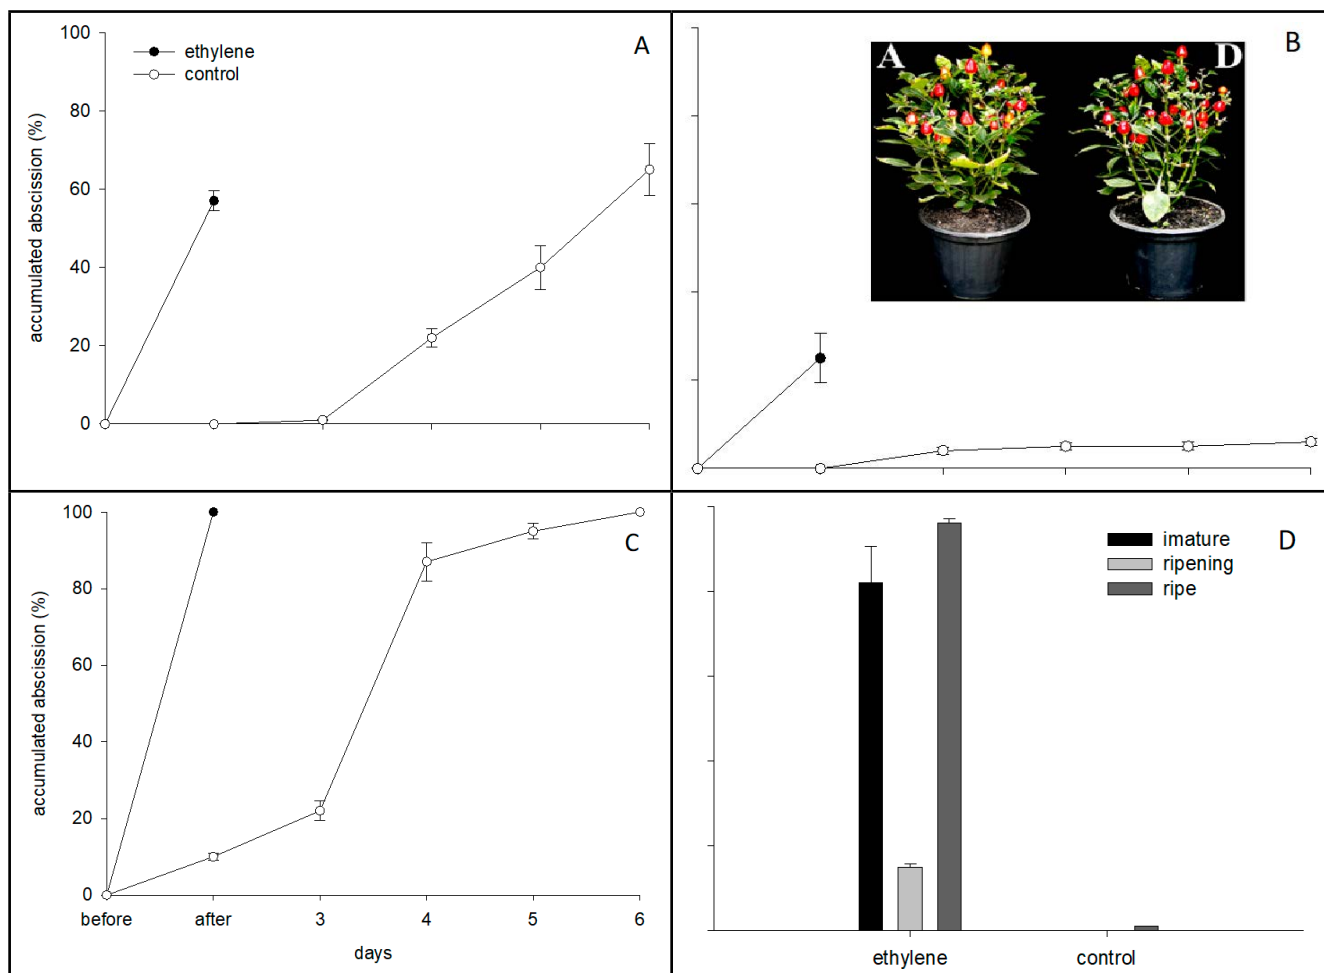 100
80
60
40
20
0
accumulated abscission (%)
ethylene
control
A
B
A
D
100
80
60
40
20
0
accumulated abscission (%)
C
before after 3 4 5 6
days
D
imature
ripening
ripe
ethylene control